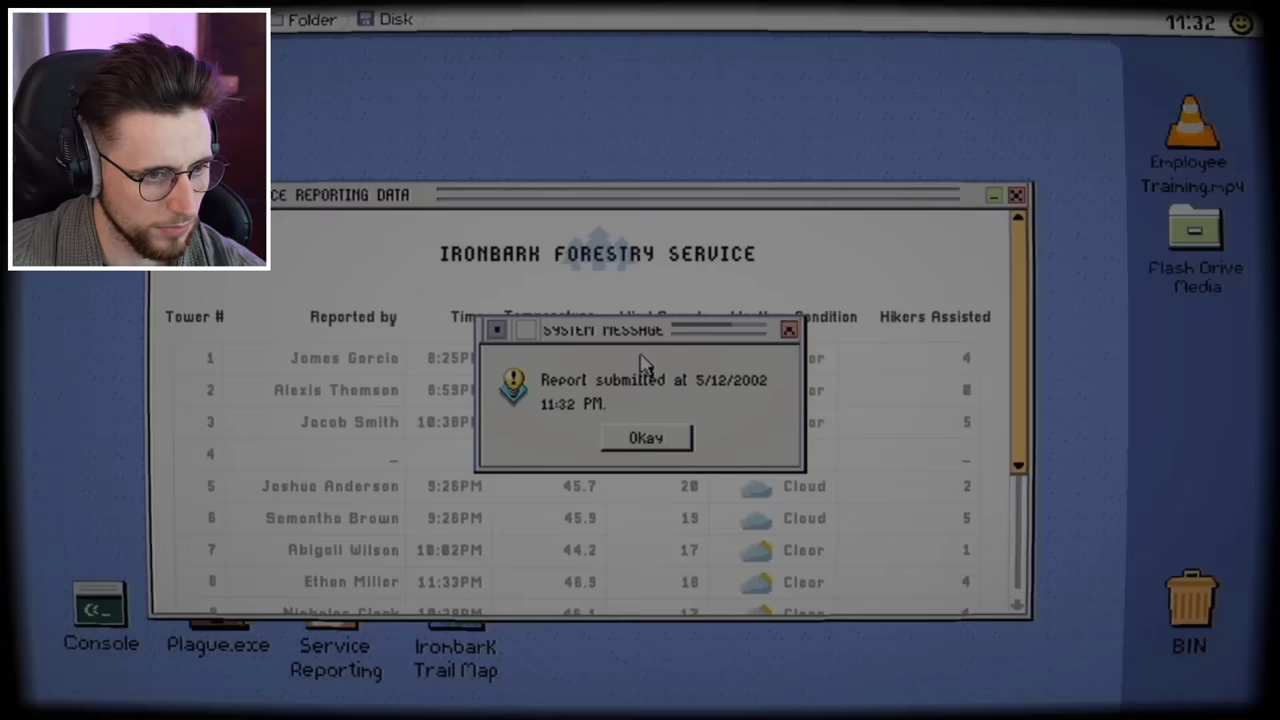 Folder Disk 11:32
Employee
Training.mp4
Flash Drive
Media
CE REPORTING DATA
IRONBARK FORESTRY SERVICE
Tower # Reported by Condition Hikers Assisted
1 James Garcia 8:25P 4
2 Alexis Thomson 8:59P 0
3 Jacob Smith 10:38P 5
4 _ _
SYSTEM MESSAGE
Report submitted at 5/12/2002
11:32 PM.
Okay
5 Joshua Anderson 9:26PM 45.7 20 Cloud 2
6 Samantha Brown 9:26PM 45.9 19 Cloud 5
7 Abigail Wilson 10:02PM 44.2 17 Clear 1
8 Ethan Miller 11:33PM 46.9 18 Clear 4
Console
Plague.exe
Service
Reporting
Ironbark
Trail Map
BIN